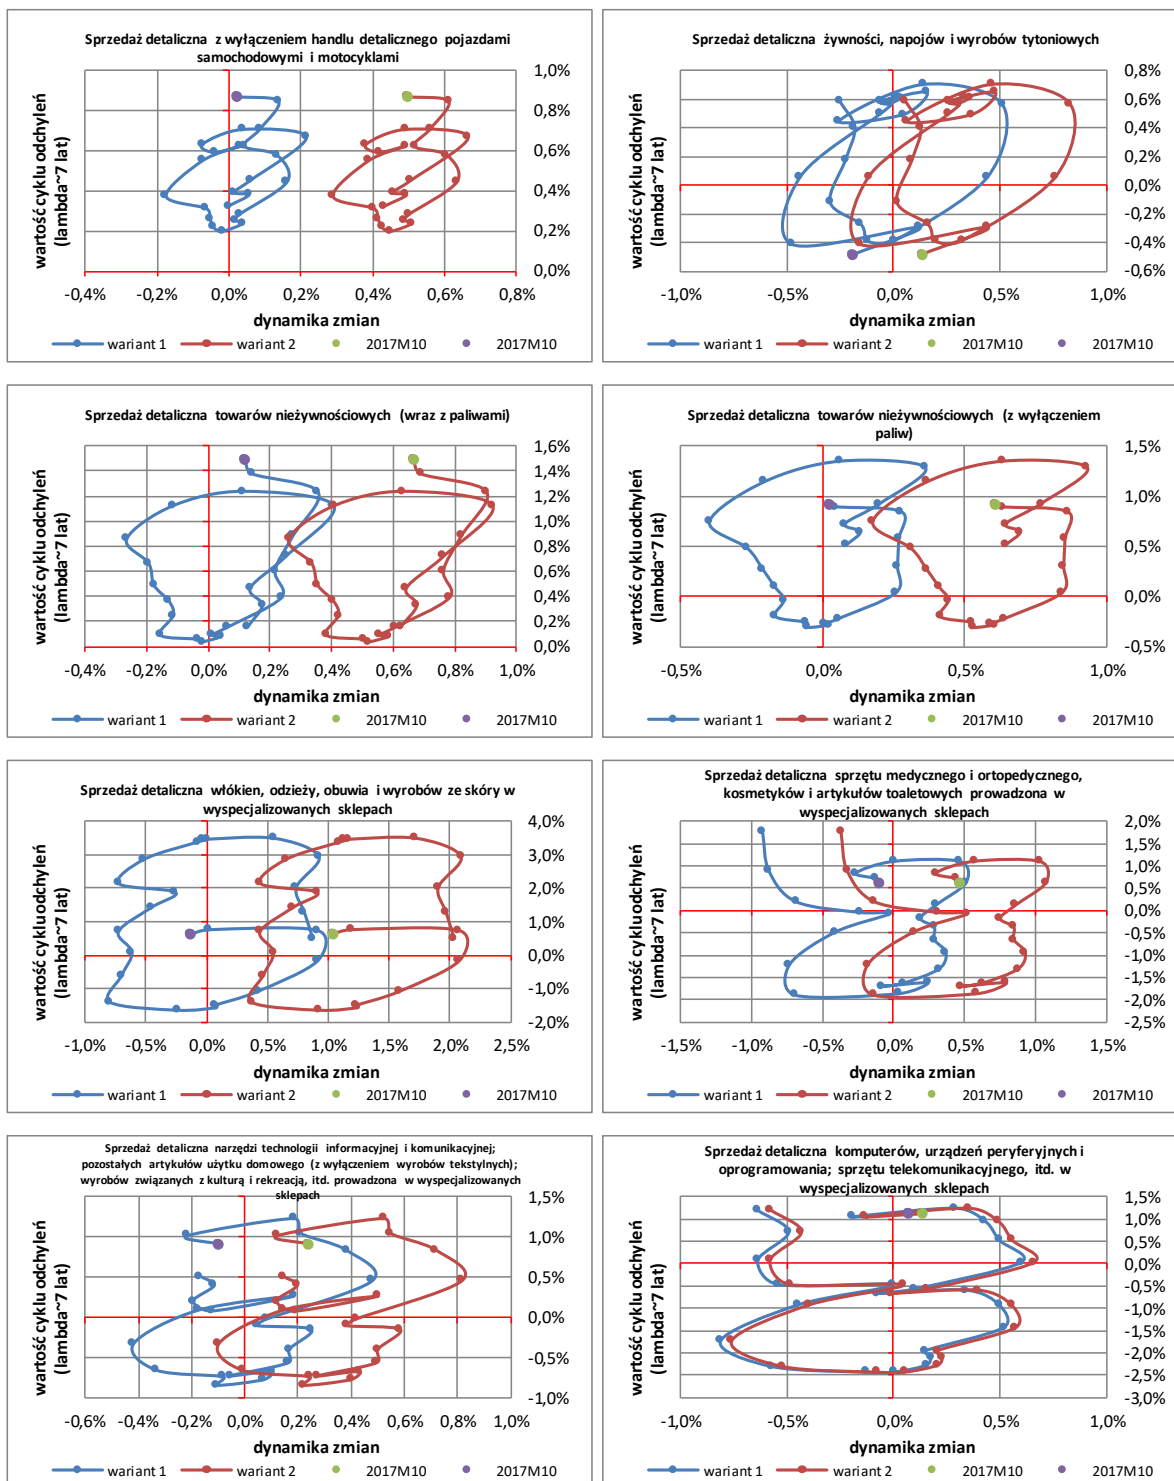 Sprzedaż detaliczna z wyłączeniem handlu detalicznego pojazdami
samochodowymi i motocyklami
1,0%
0,8%
0,6%
0,4%
0,2%
0,0%
wartość cyklu odchyleń
(lambda~7 lat)
-0,4% -0,2% 0,0% 0,2% 0,4% 0,6% 0,8%
dynamika zmian
wariant 1 wariant 2 2017M10 2017M10
Sprzedaż detaliczna żywności, napojów i wyrobów tytoniowych
0,8%
0,6%
0,4%
0,2%
0,0%
-0,2%
-0,4%
-0,6%
wartość cyklu odchyleń
(lambda~7 lat)
-1,0% -0,5% 0,0% 0,5% 1,0%
dynamika zmian
wariant 1 wariant 2 2017M10 2017M10
Sprzedaż detaliczna towarów nieżywnościowych (wraz z paliwami)
1,6%
1,4%
1,2%
1,0%
0,8%
0,6%
0,4%
0,2%
0,0%
wartość cyklu odchyleń
(lambda~7 lat)
-0,4% -0,2% 0,0% 0,2% 0,4% 0,6% 0,8% 1,0%
dynamika zmian
wariant 1 wariant 2 2017M10 2017M10
Sprzedaż detaliczna towarów nieżywnościowych (z wyłączeniem
paliw)
1,5%
1,0%
0,5%
0,0%
-0,5%
wartość cyklu odchyleń
(lambda~7 lat)
-0,5% 0,0% 0,5% 1,0%
dynamika zmian
wariant 1 wariant 2 2017M10 2017M10
Sprzedaż detaliczna włókien, odzieży, obuwia i wyrobów ze skóry w
wyspecjalizowanych sklepach
4,0%
3,0%
2,0%
1,0%
0,0%
-1,0%
-2,0%
wartość cyklu odchyleń
(lambda~7 lat)
-1,0% -0,5% 0,0% 0,5% 1,0% 1,5% 2,0% 2,5%
dynamika zmian
wariant 1 wariant 2 2017M10 2017M10
Sprzedaż detaliczna sprzętu medycznego i ortopedycznego,
kosmetyków i artykułów toaletowych prowadzona w
wyspecjalizowanych sklepach
2,0%
1,5%
1,0%
0,5%
0,0%
-0,5%
-1,0%
-1,5%
-2,0%
-2,5%
wartość cyklu odchyleń
(lambda~7 lat)
-1,5% -1,0% -0,5% 0,0% 0,5% 1,0% 1,5%
dynamika zmian
wariant 1 wariant 2 2017M10 2017M10
Sprzedaż detaliczna narzędzi technologii informacyjnej i komunikacyjnej;
pozostałych artykułów użytku domowego (z wyłączeniem wyrobów tekstylnych);
wyrobów związanych z kulturą i rekreacją, itd. prowadzona w wyspecjalizowanych
sklepach
1,5%
1,0%
0,5%
0,0%
-0,5%
-1,0%
wartość cyklu odchyleń
(lambda~7 lat)
-0,6% -0,4% -0,2% 0,0% 0,2% 0,4% 0,6% 0,8% 1,0%
dynamika zmian
wariant 1 wariant 2 2017M10 2017M10
Sprzedaż detaliczna komputerów, urządzeń peryferyjnych i
oprogramowania; sprzętu telekomunikacyjnego, itd. w
wyspecjalizowanych sklepach
1,5%
1,0%
0,5%
0,0%
-0,5%
-1,0%
-1,5%
-2,0%
-2,5%
-3,0%
wartość cyklu odchyleń
(lambda~7 lat)
-1,0% -0,5% 0,0% 0,5% 1,0%
dynamika zmian
wariant 1 wariant 2 2017M10 2017M10